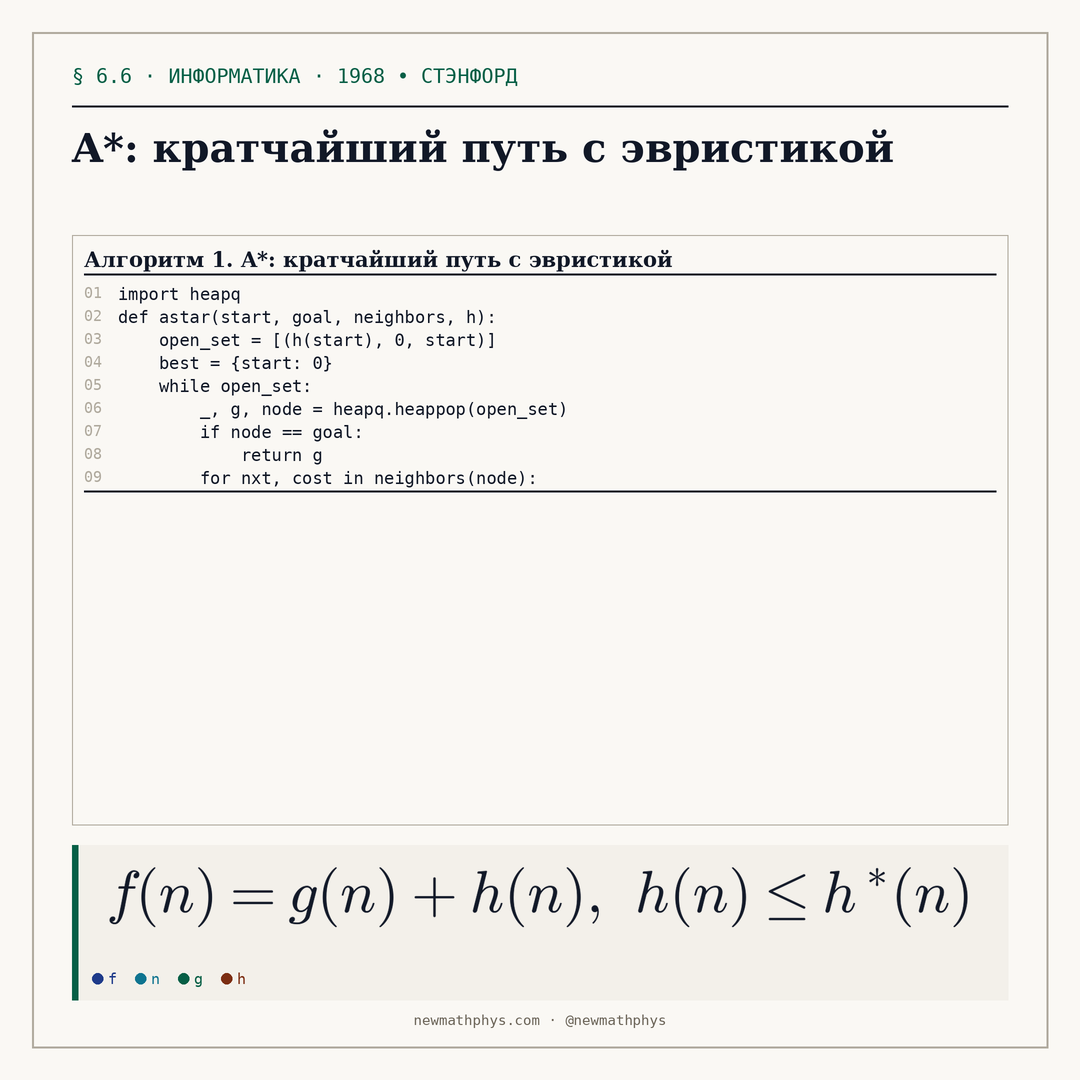 § 6.6 · ИНФОРМАТИКА · 1968 • СТЭНФОРД
A*: кратчайший путь с эвристикой
Алгоритм 1. A*: кратчайший путь с эвристикой
01 import heapq
02 def astar(start, goal, neighbors, h):
03     open_set = [(h(start), 0, start)]
04     best = {start: 0}
05     while open_set:
06         _, g, node = heapq.heappop(open_set)
07         if node == goal:
08             return g
09         for nxt, cost in neighbors(node):
f(n) = g(n) + h(n), h(n) ≤ h*(n)
f n g h
newmathphys.com · @newmathphys